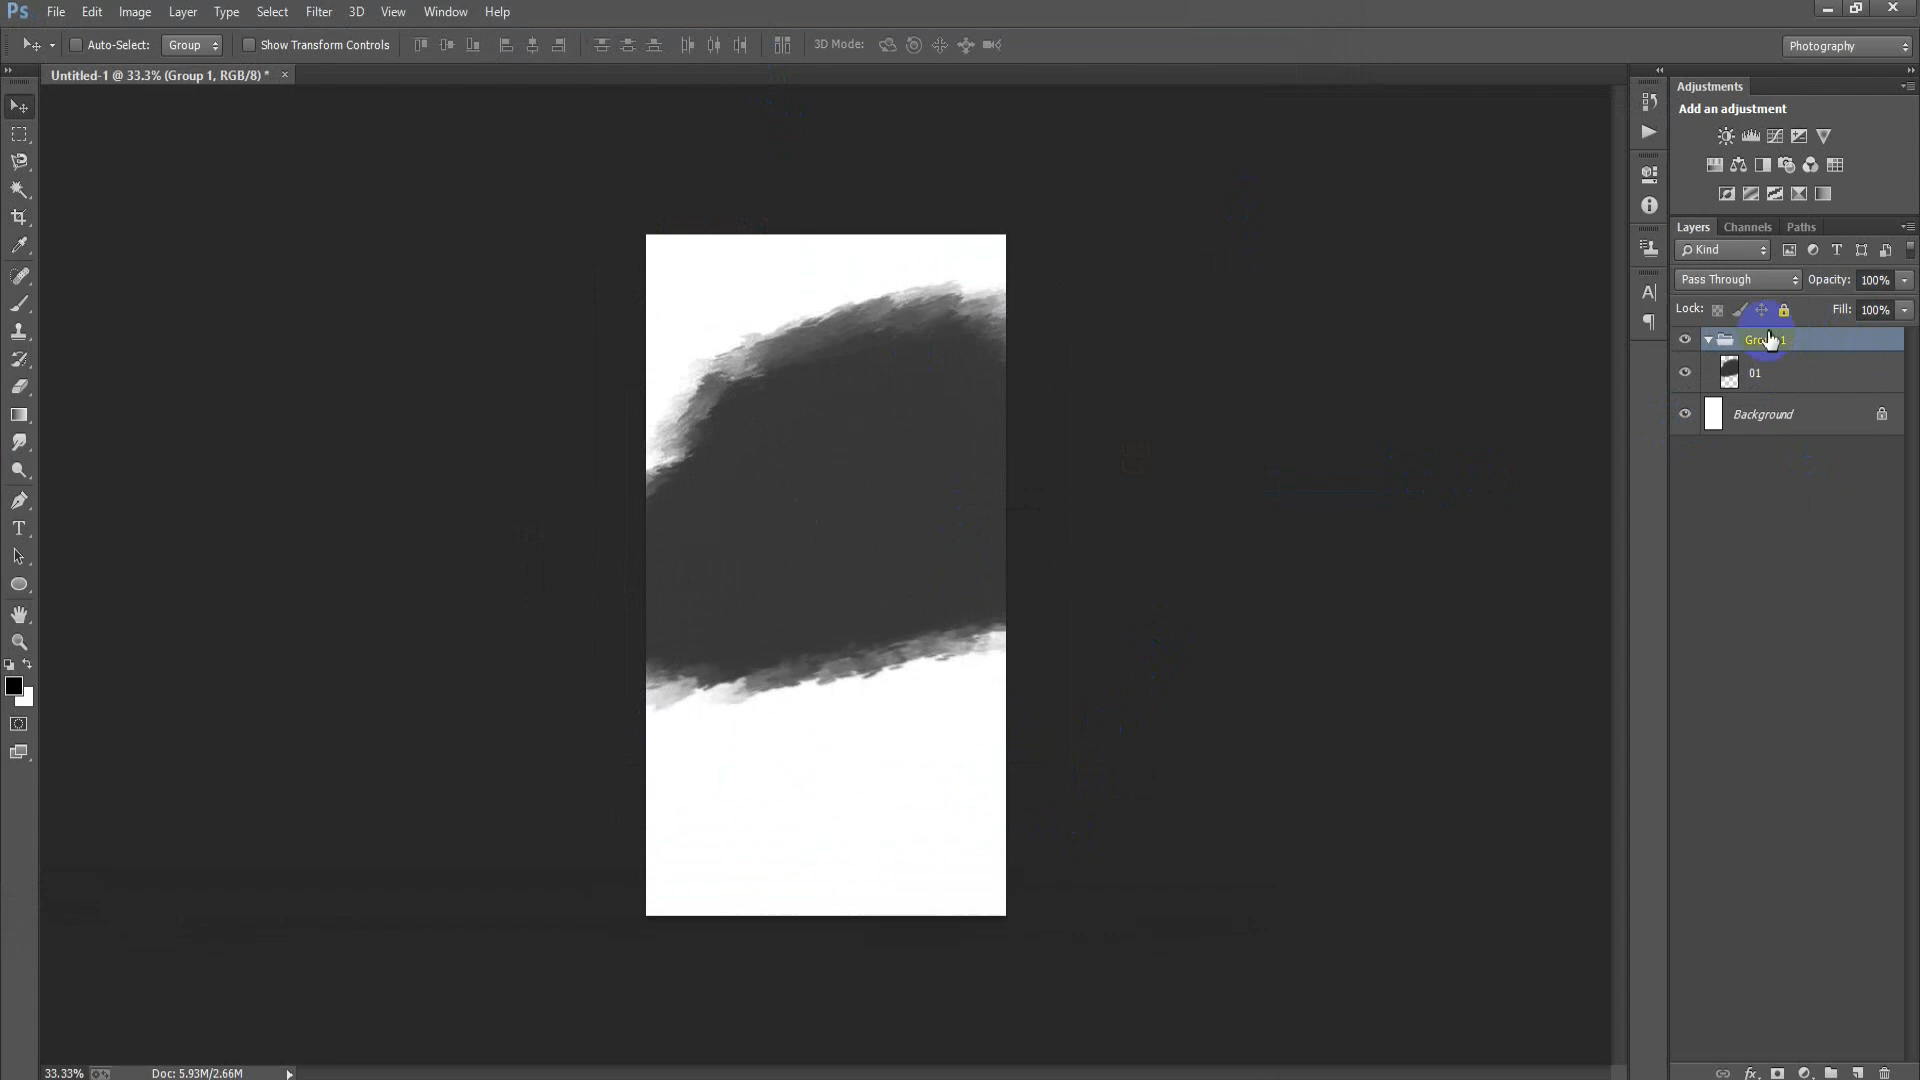 Ps File Edit Image Layer Type Select Filter 3D View Window Help
Auto-Select: Group Show Transform Controls 3D Mode: Photography
Untitled-1 @ 33.3% (Group 1, RGB/8) * ×
Adjustments
Add an adjustment
Layers Channels Paths
Kind
Pass Through Opacity: 100%
Lock: Fill: 100%
Group 1
01
Background
33.33% Doc: 5.93M/2.66M